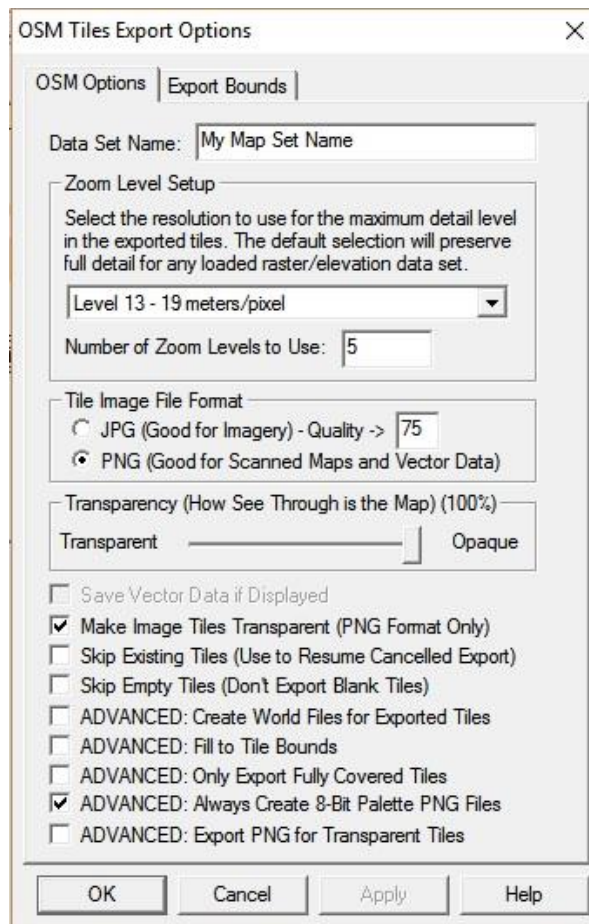 OSM Tiles Export Options
OSM Options
Export Bounds
Data Set Name: My Map Set Name
Zoom Level Setup
Select the resolution to use for the maximum detail level
in the exported tiles. The default selection will preserve
full detail for any loaded raster/elevation data set.
Level 13 - 19 meters/pixel
Number of Zoom Levels to Use: 5
Tile Image File Format
JPG (Good for Imagery) - Quality -> 75
PNG (Good for Scanned Maps and Vector Data)
Transparency (How See Through is the Map) (100%)
Transparent Opaque
Save Vector Data if Displayed
Make Image Tiles Transparent (PNG Format Only)
Skip Existing Tiles (Use to Resume Cancelled Export)
Skip Empty Tiles (Don't Export Blank Tiles)
ADVANCED: Create World Files for Exported Tiles
ADVANCED: Fill to Tile Bounds
ADVANCED: Only Export Fully Covered Tiles
ADVANCED: Always Create 8-Bit Palette PNG Files
ADVANCED: Export PNG for Transparent Tiles
OK Cancel Apply Help